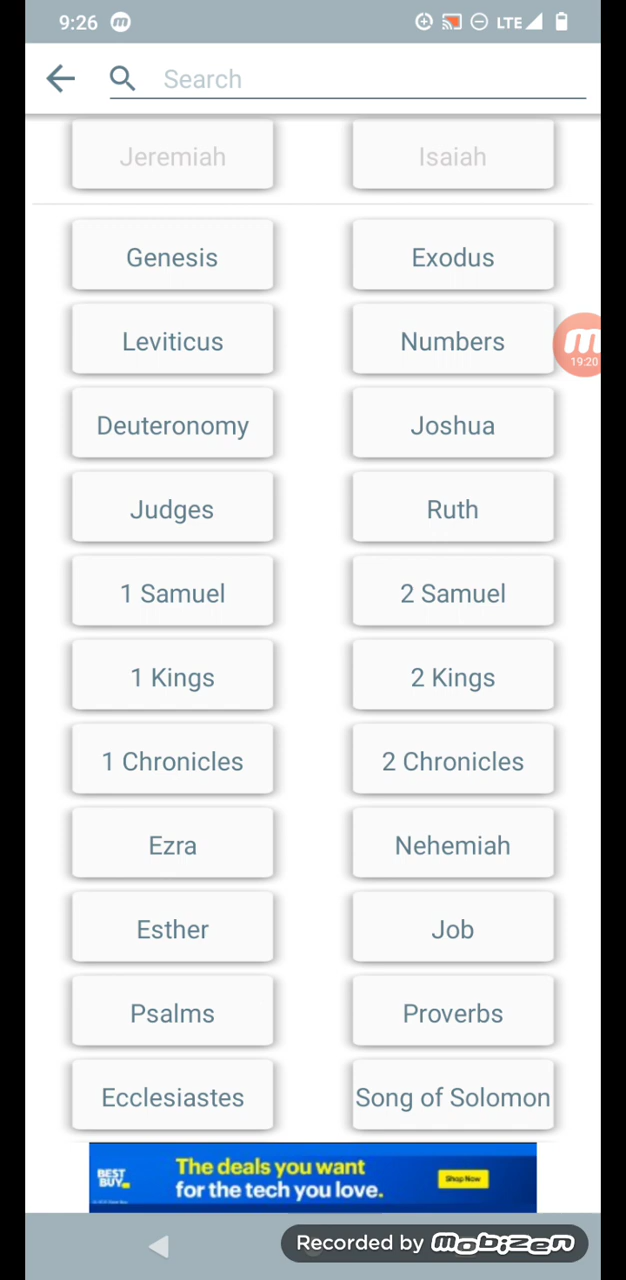 9:26 LTE
Search
Jeremiah Isaiah
Genesis Exodus
Leviticus Numbers
19:20
Deuteronomy Joshua
Judges Ruth
1 Samuel 2 Samuel
1 Kings 2 Kings
1 Chronicles 2 Chronicles
Ezra Nehemiah
Esther Job
Psalms Proverbs
Ecclesiastes Song of Solomon
BEST BUY
The deals you want
for the tech you love.
Shop Now
Recorded by mobizen